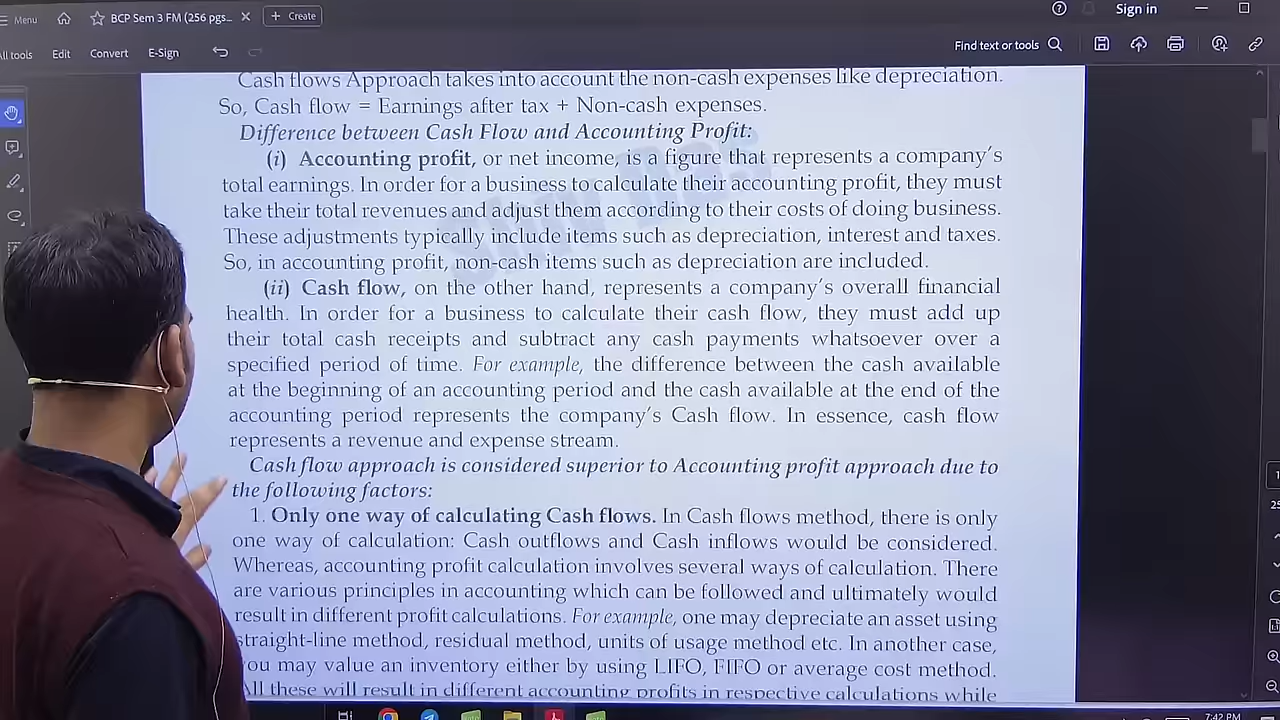 Menu
BCP Sem 3 FM (256 pgs...
+ Create
Sign in
All tools
Edit
Convert
E-Sign
Find text or tools
Cash flows Approach takes into account the non-cash expenses like depreciation.
So, Cash flow = Earnings after tax + Non-cash expenses.
Difference between Cash Flow and Accounting Profit:
(i) Accounting profit, or net income, is a figure that represents a company's
total earnings. In order for a business to calculate their accounting profit, they must
take their total revenues and adjust them according to their costs of doing business.
These adjustments typically include items such as depreciation, interest and taxes.
So, in accounting profit, non-cash items such as depreciation are included.
(ii) Cash flow, on the other hand, represents a company's overall financial
health. In order for a business to calculate their cash flow, they must add up
their total cash receipts and subtract any cash payments whatsoever over a
specified period of time. For example, the difference between the cash available
at the beginning of an accounting period and the cash available at the end of the
accounting period represents the company's Cash flow. In essence, cash flow
represents a revenue and expense stream.
Cash flow approach is considered superior to Accounting profit approach due to
the following factors:
1. Only one way of calculating Cash flows. In Cash flows method, there is only
one way of calculation: Cash outflows and Cash inflows would be considered.
Whereas, accounting profit calculation involves several ways of calculation. There
are various principles in accounting which can be followed and ultimately would
result in different profit calculations. For example, one may depreciate an asset using
straight-line method, residual method, units of usage method etc. In another case,
you may value an inventory either by using LIFO, FIFO or average cost method.
All these will result in different accounting profits in respective calculations while
7:42 PM